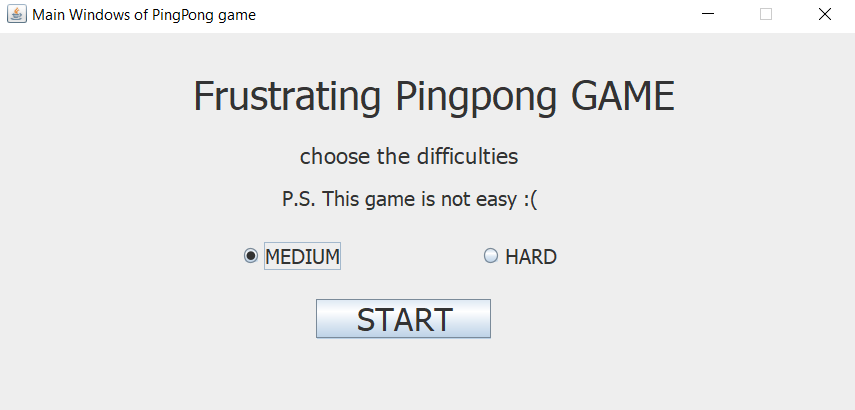 Main Windows of PingPong game
Frustrating Pingpong GAME
choose the difficulties
P.S. This game is not easy :(
MEDIUM HARD
START